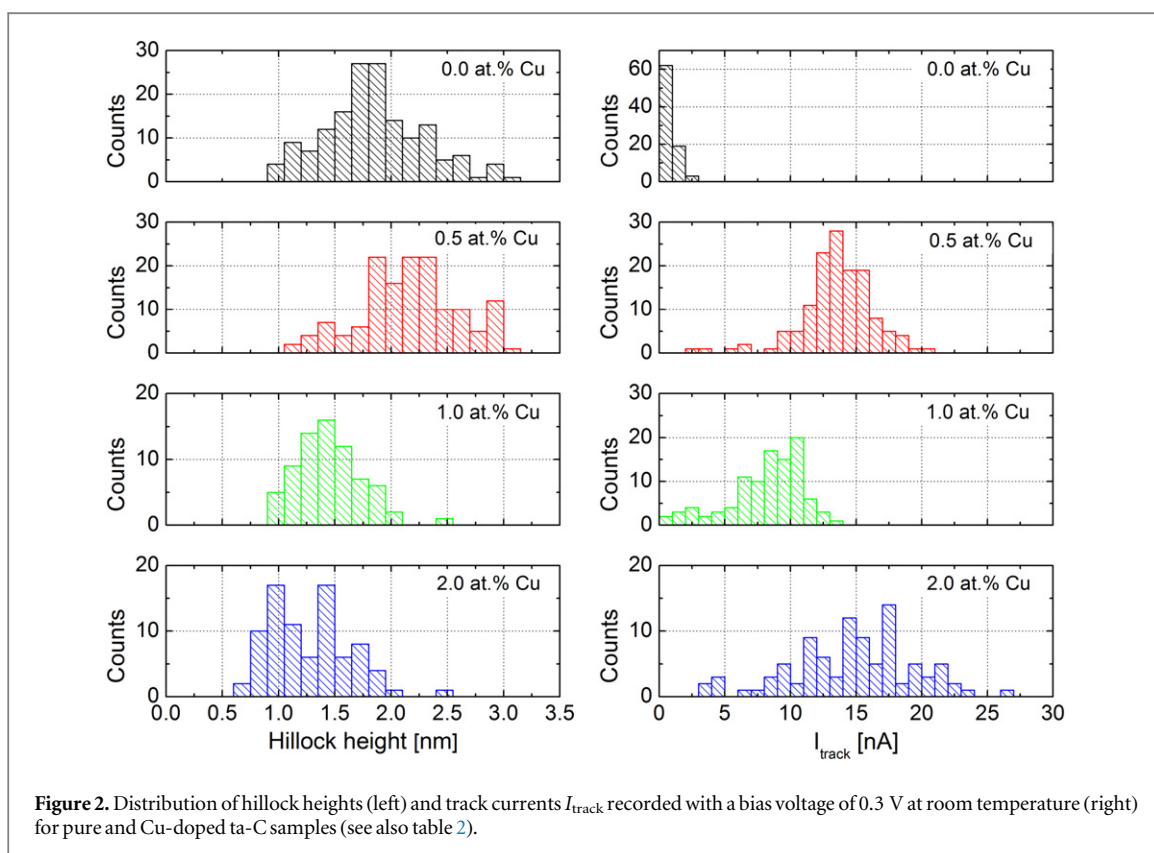 30
20
10
0
Counts
0.0 at.% Cu
60
40
20
0
Counts
0.0 at.% Cu
30
20
10
0
Counts
0.5 at.% Cu
30
20
10
0
Counts
0.5 at.% Cu
20
10
0
Counts
1.0 at.% Cu
30
20
10
0
Counts
1.0 at.% Cu
20
10
0
Counts
2.0 at.% Cu
0.0 0.5 1.0 1.5 2.0 2.5 3.0 3.5
Hillock height [nm]
20
10
0
Counts
2.0 at.% Cu
0 5 10 15 20 25 30
I_track [nA]
Figure 2. Distribution of hillock heights (left) and track currents I_track recorded with a bias voltage of 0.3 V at room temperature (right)
for pure and Cu-doped ta-C samples (see also table 2).